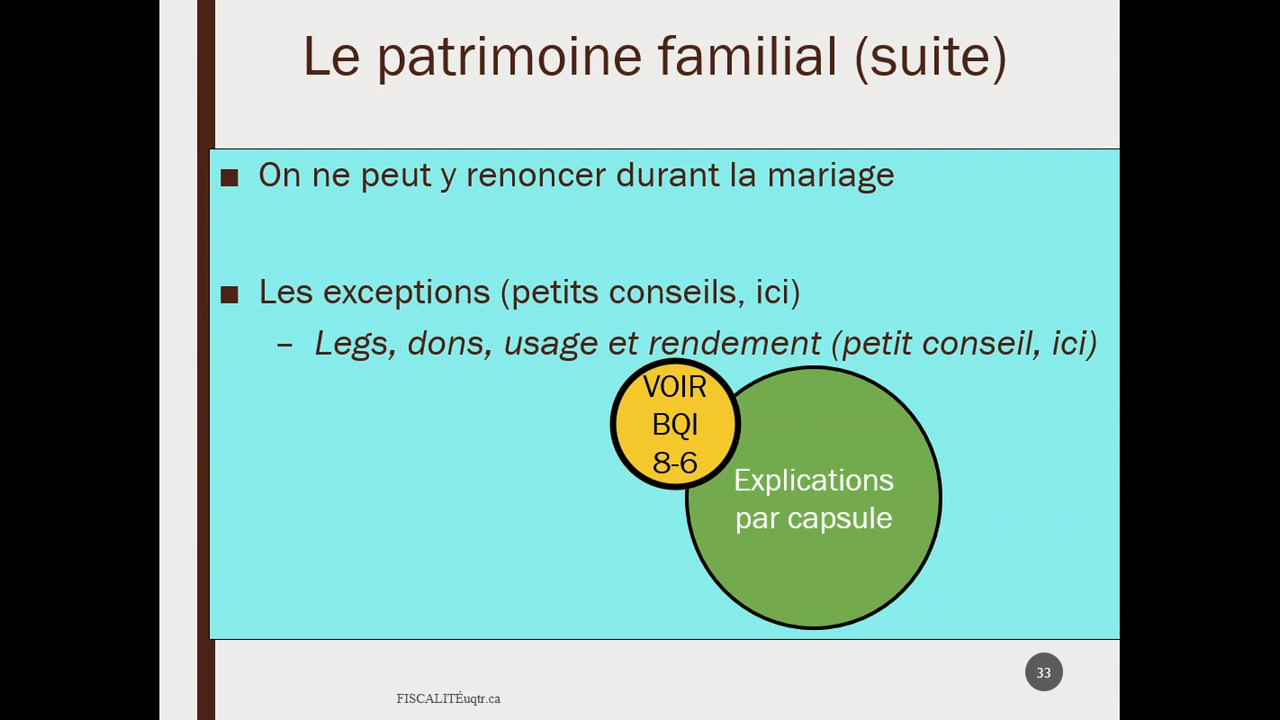 Le patrimoine familial (suite)
■ On ne peut y renoncer durant la mariage
■ Les exceptions (petits conseils, ici)
– Legs, dons, usage et rendement (petit conseil, ici)
VOIR
BQI
8-6
Explications
par capsule
33
FISCALITÉuqtr.ca